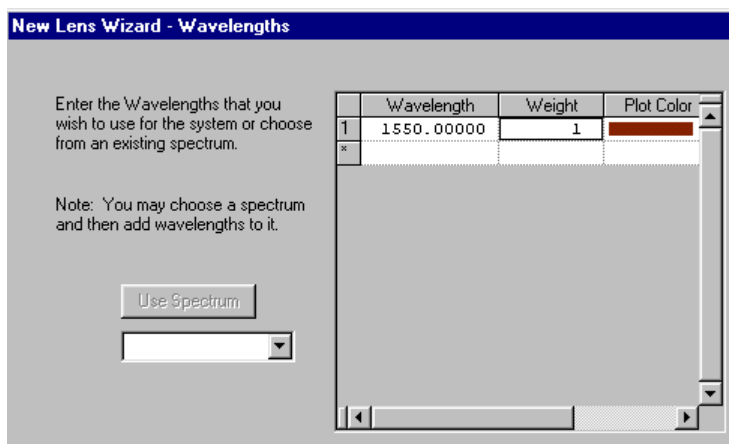 New Lens Wizard - Wavelengths
Enter the Wavelengths that you
wish to use for the system or choose
from an existing spectrum.
Note: You may choose a spectrum
and then add wavelengths to it.
Use Spectrum
Wavelength Weight Plot Color
1 1550.00000 1
*